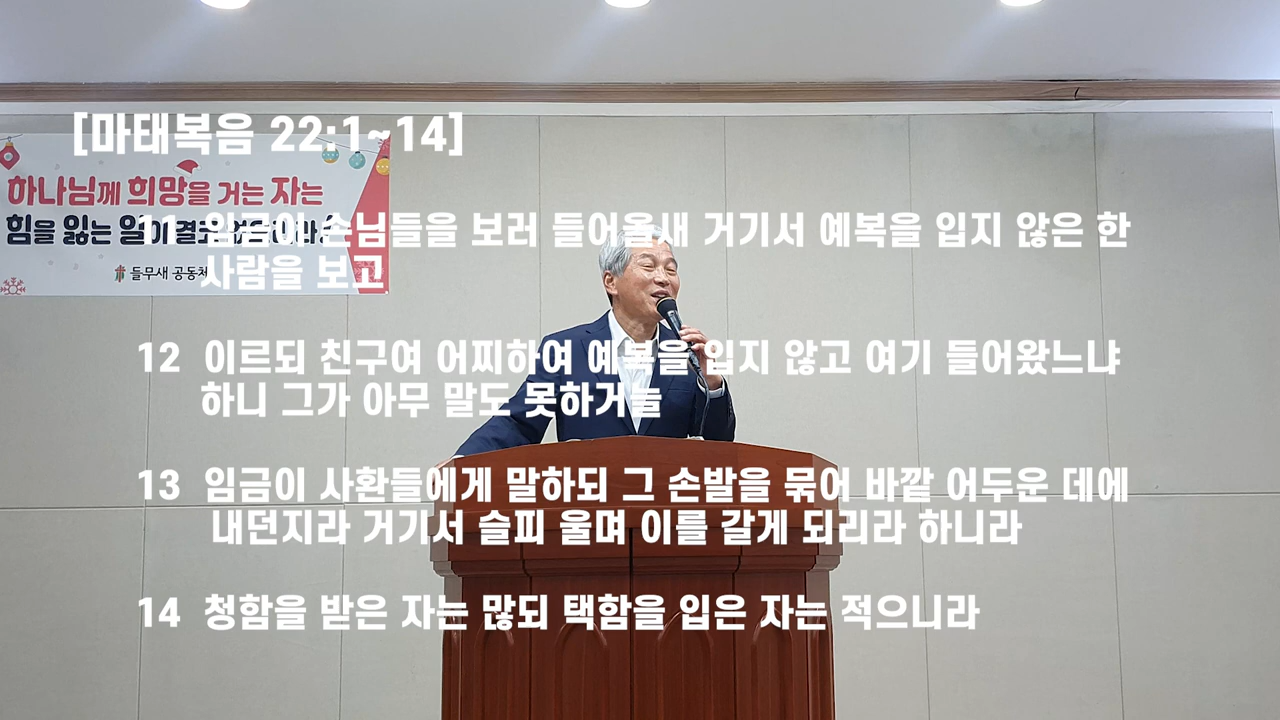 [마태복음 22:1~14]
하나님께 희망을 거는 자는
힘을 잃는 일이 결코
들무새 공동체
11 임금이 손님들을 보러 들어올새 거기서 예복을 입지 않은 한
사람을 보고
12 이르되 친구여 어찌하여 예복을 입지 않고 여기 들어왔느냐
하니 그가 아무 말도 못하거늘
13 임금이 사환들에게 말하되 그 손발을 묶어 바깥 어두운 데에
내던지라 거기서 슬피 울며 이를 갈게 되리라 하니라
14 청함을 받은 자는 많되 택함을 입은 자는 적으니라